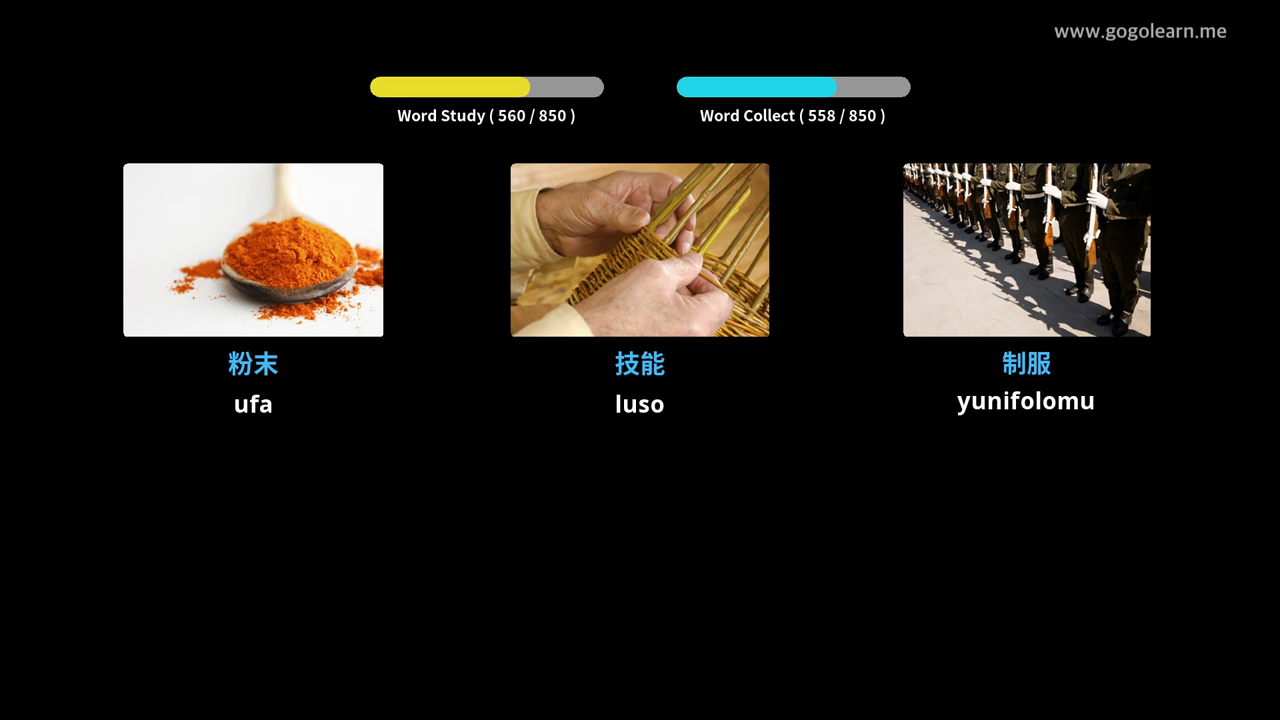 www.gogolearn.me
Word Study ( 560 / 850 )
Word Collect ( 558 / 850 )
粉末
技能
制服
ufa
luso
yunifolomu